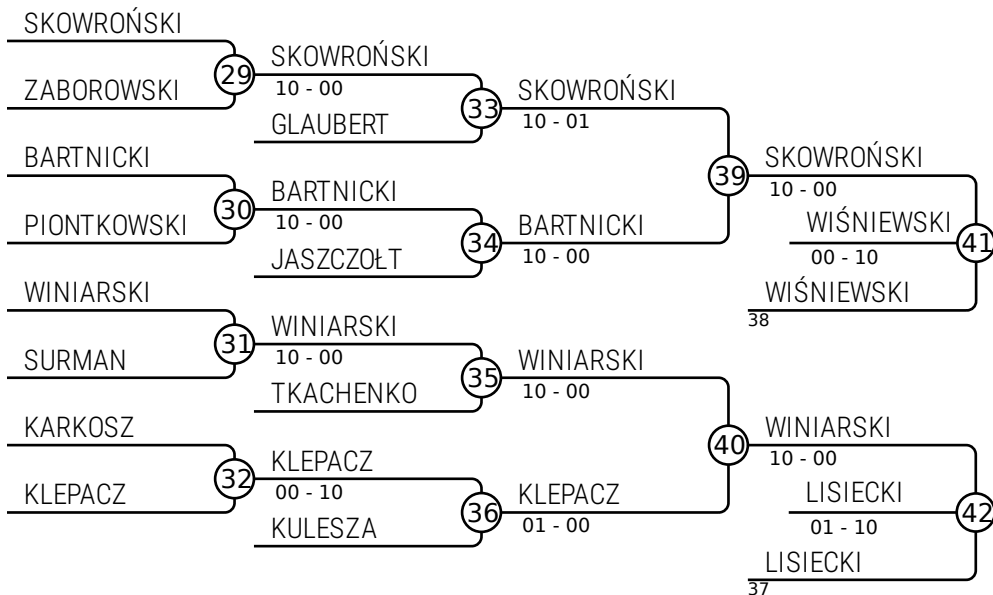 SKOWROŃSKI
29
ZABOROWSKI
BARTNICKI
30
PIONTKOWSKI
WINIARSKI
31
SURMAN
KARKOSZ
32
KLEPACZ
SKOWROŃSKI
10 - 00
33
GLAUBERT
BARTNICKI
10 - 00
34
JASZCZOŁT
WINIARSKI
10 - 00
35
TKACHENKO
KLEPACZ
00 - 10
36
KULESZA
SKOWROŃSKI
10 - 01
39
BARTNICKI
10 - 00
WINIARSKI
10 - 00
40
KLEPACZ
01 - 00
SKOWROŃSKI
10 - 00
WIŚNIEWSKI
41
00 - 10
WIŚNIEWSKI
38
WINIARSKI
10 - 00
LISIECKI
42
01 - 10
LISIECKI
37